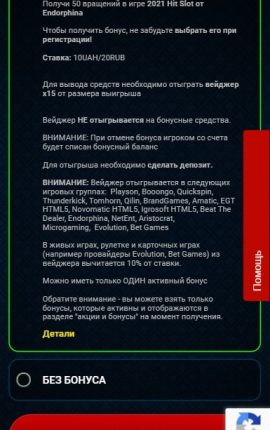 Получи 50 вращений в игре 2021 Hit Slot от
Endorphina
Чтобы получить бонус, не забудьте выбрать его при
регистрации!
Ставка: 10UAH/20RUB
Для вывода средств необходимо отыграть вейджер
x15 от размера выигрыша
Вейджер НЕ отыгрывается на бонусные средства.
ВНИМАНИЕ: При отмене бонуса игроком со счета
будет списан бонусный баланс
Для отыгрыша необходимо сделать депозит.
ВНИМАНИЕ: Вейджер отыгрывается в следующих
игровых группах: Playson, Booongo, Quickspin,
Thunderkick, Tomhorn, Qilin, BrandGames, Amatic, EGT
HTML5, Novomatic HTML5, Igrosoft HTML5, Beat The
Dealer, Endorphina, NetEnt, Aristocrat,
Microgaming, Evolution, Bet Games
В живых играх, рулетке и карточных играх
(например провайдеры Evolution, Bet Games) из
вейджера вычитается 10% от ставки.
Можно иметь только ОДИН активный бонус
Обратите внимание - вы можете взять только
бонусы, которые активны и отображаются в
разделе "акции и бонусы" на момент получения.
Детали
БЕЗ БОНУСА
Помощь